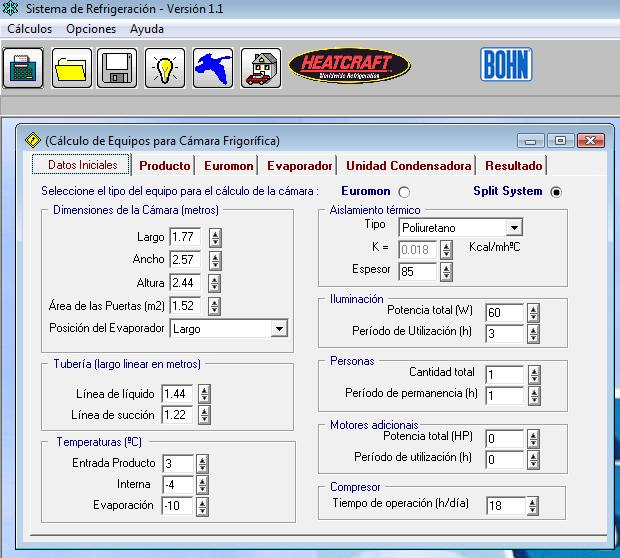 Sistema de Refrigeración - Versión 1.1
Cálculos Opciones Ayuda
HEATCRAFT
Worldwide Refrigeration
BOHN
(Cálculo de Equipos para Cámara Frigorífica)
Datos Iniciales Producto Euromon Evaporador Unidad Condensadora Resultado
Seleccione el tipo del equipo para el cálculo de la cámara : Euromon Split System
Dimensiones de la Cámara (metros)
Largo 1.77
Ancho 2.57
Altura 2.44
Área de las Puertas (m2) 1.52
Posición del Evaporador Largo
Tubería (largo linear en metros)
Línea de líquido 1.44
Línea de succión 1.22
Temperaturas (ºC)
Entrada Producto 3
Interna -4
Evaporación -10
Aislamiento térmico
Tipo Poliuretano
K = 0.018 Kcal/mhºC
Espesor 85
Iluminación
Potencia total (W) 60
Período de Utilización (h) 3
Personas
Cantidad total 1
Período de permanencia (h) 1
Motores adicionais
Potencia total (HP) 0
Período de utilización (h) 0
Compresor
Tiempo de operación (h/día) 18